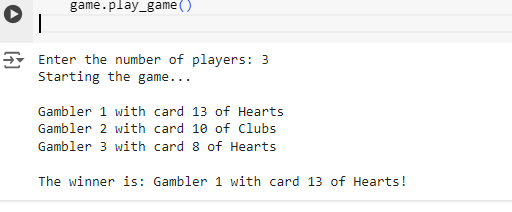 game.play_game()
Enter the number of players: 3
Starting the game...
Gambler 1 with card 13 of Hearts
Gambler 2 with card 10 of Clubs
Gambler 3 with card 8 of Hearts
The winner is: Gambler 1 with card 13 of Hearts!